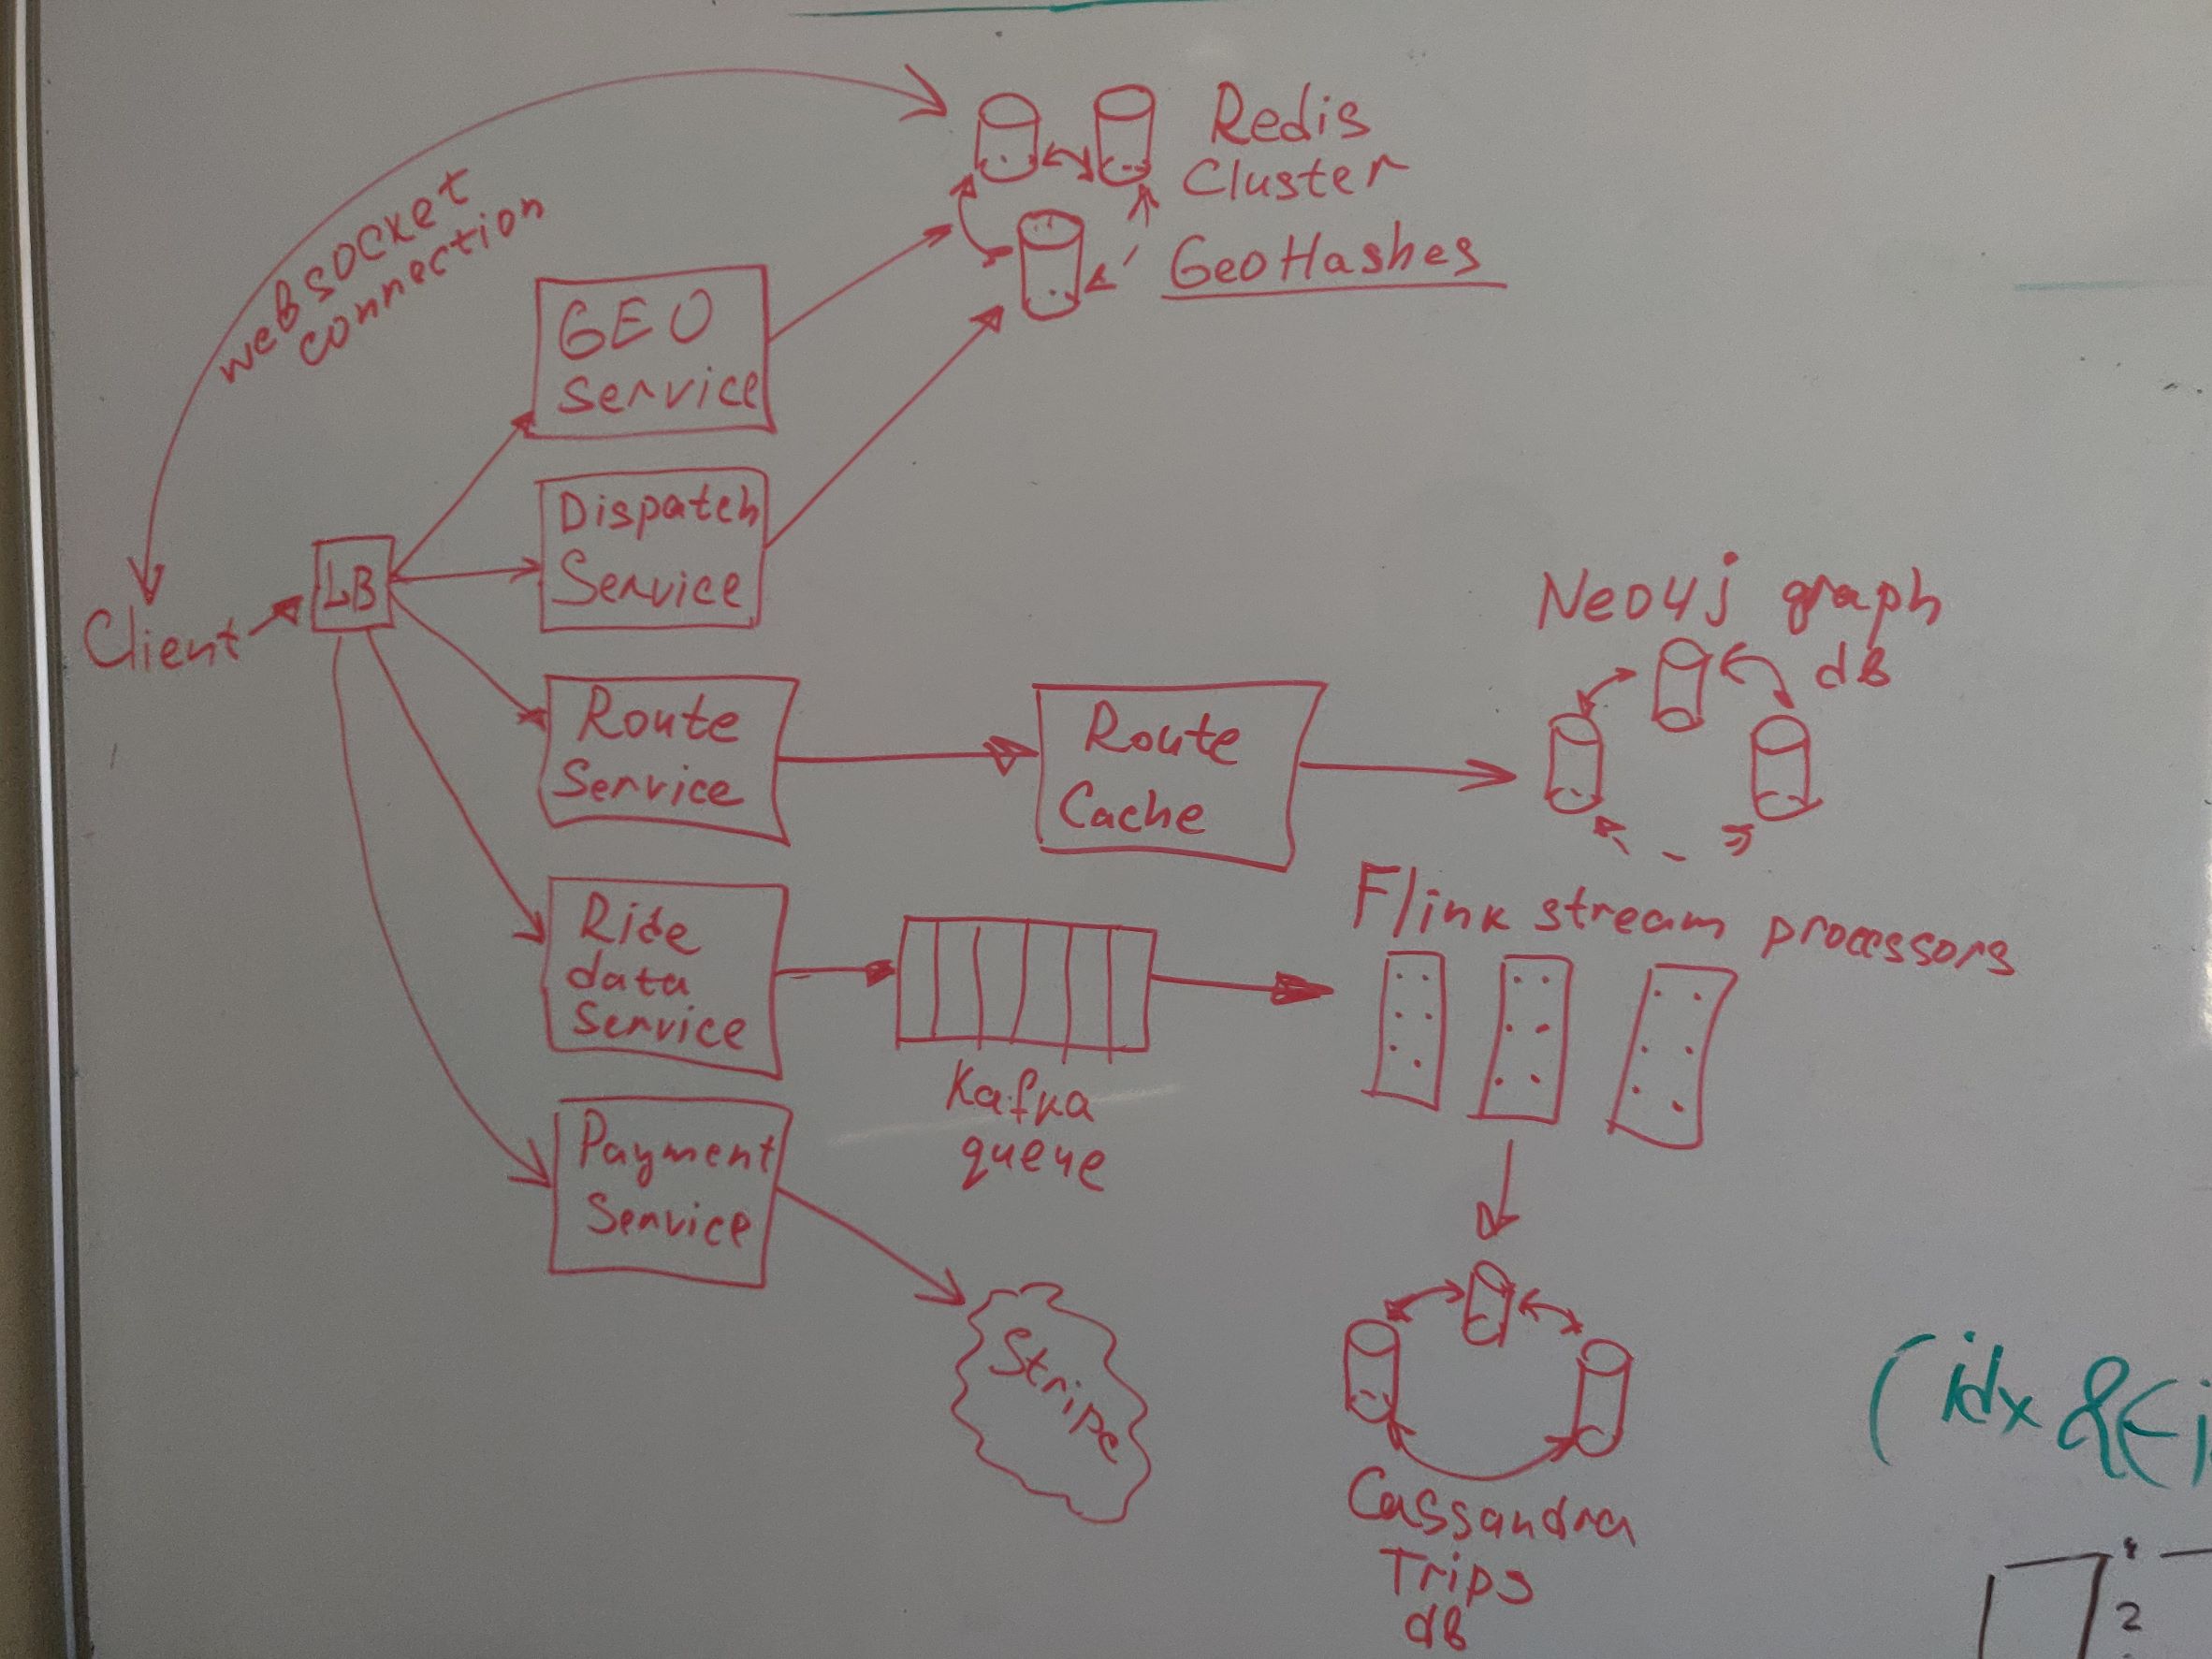 Redis
Cluster
GeoHashes
websocket
connection
GEO
Service
Dispatch
Service
Client
LB
Neo4j graph
db
Route
Service
Route
Cache
Flink stream processors
Ride
data
Service
Kafka
queue
Payment
Service
Stripe
(idx &(-i
Cassandra
Trips
db
2